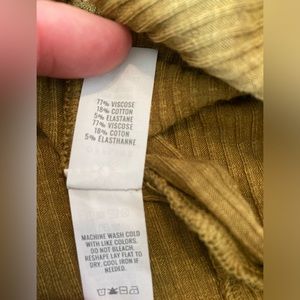 77% VISCOSE
18% COTTON
5% ELASTANE
77% VISCOSE
18% COTON
5% ÉLASTHANNE
MACHINE WASH COLD
WITH LIKE COLORS.
DO NOT BLEACH.
RESHAPE LAY FLAT TO
DRY. COOL IRON IF
NEEDED.